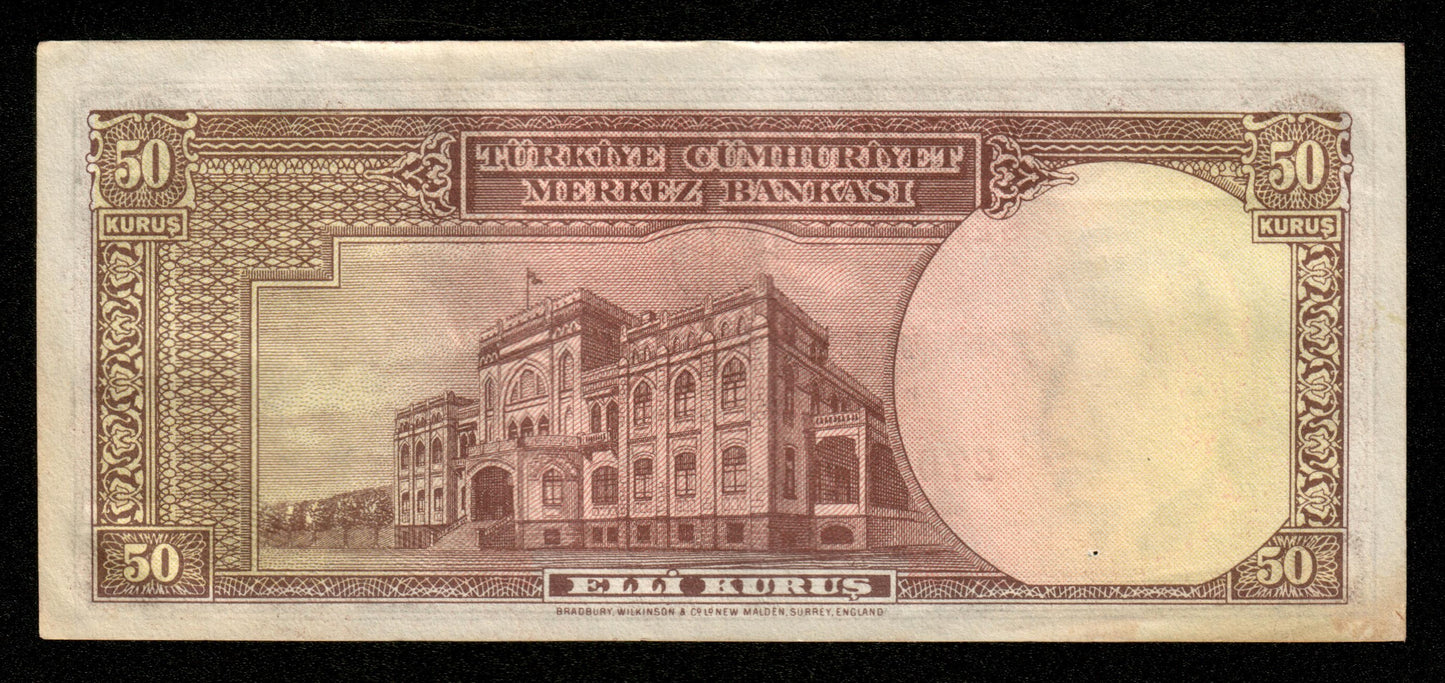 50
KURUŞ
TÜRKİYE CÜMHURİYET
MERKEZ BANKASI
50
KURUŞ
50
ELLİ KURUŞ
50
BRADBURY, WILKINSON & Cº Lº NEW MALDEN, SURREY, ENGLAND